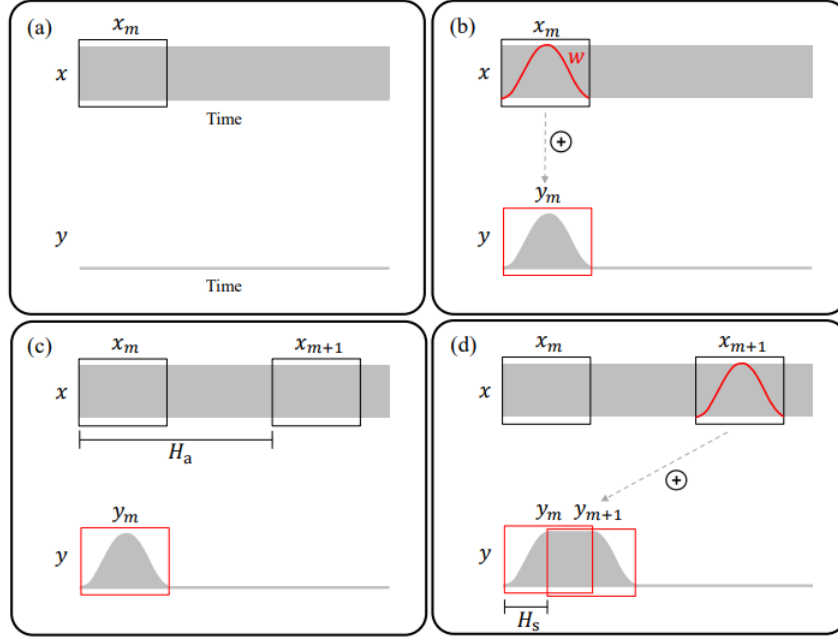 (a)
x_m
x
Time
y
Time
(b)
x_m
w
x
+
y_m
y
(c)
x_m x_{m+1}
x
H_a
y_m
y
(d)
x_m x_{m+1}
x
+
y_m y_{m+1}
y
H_s